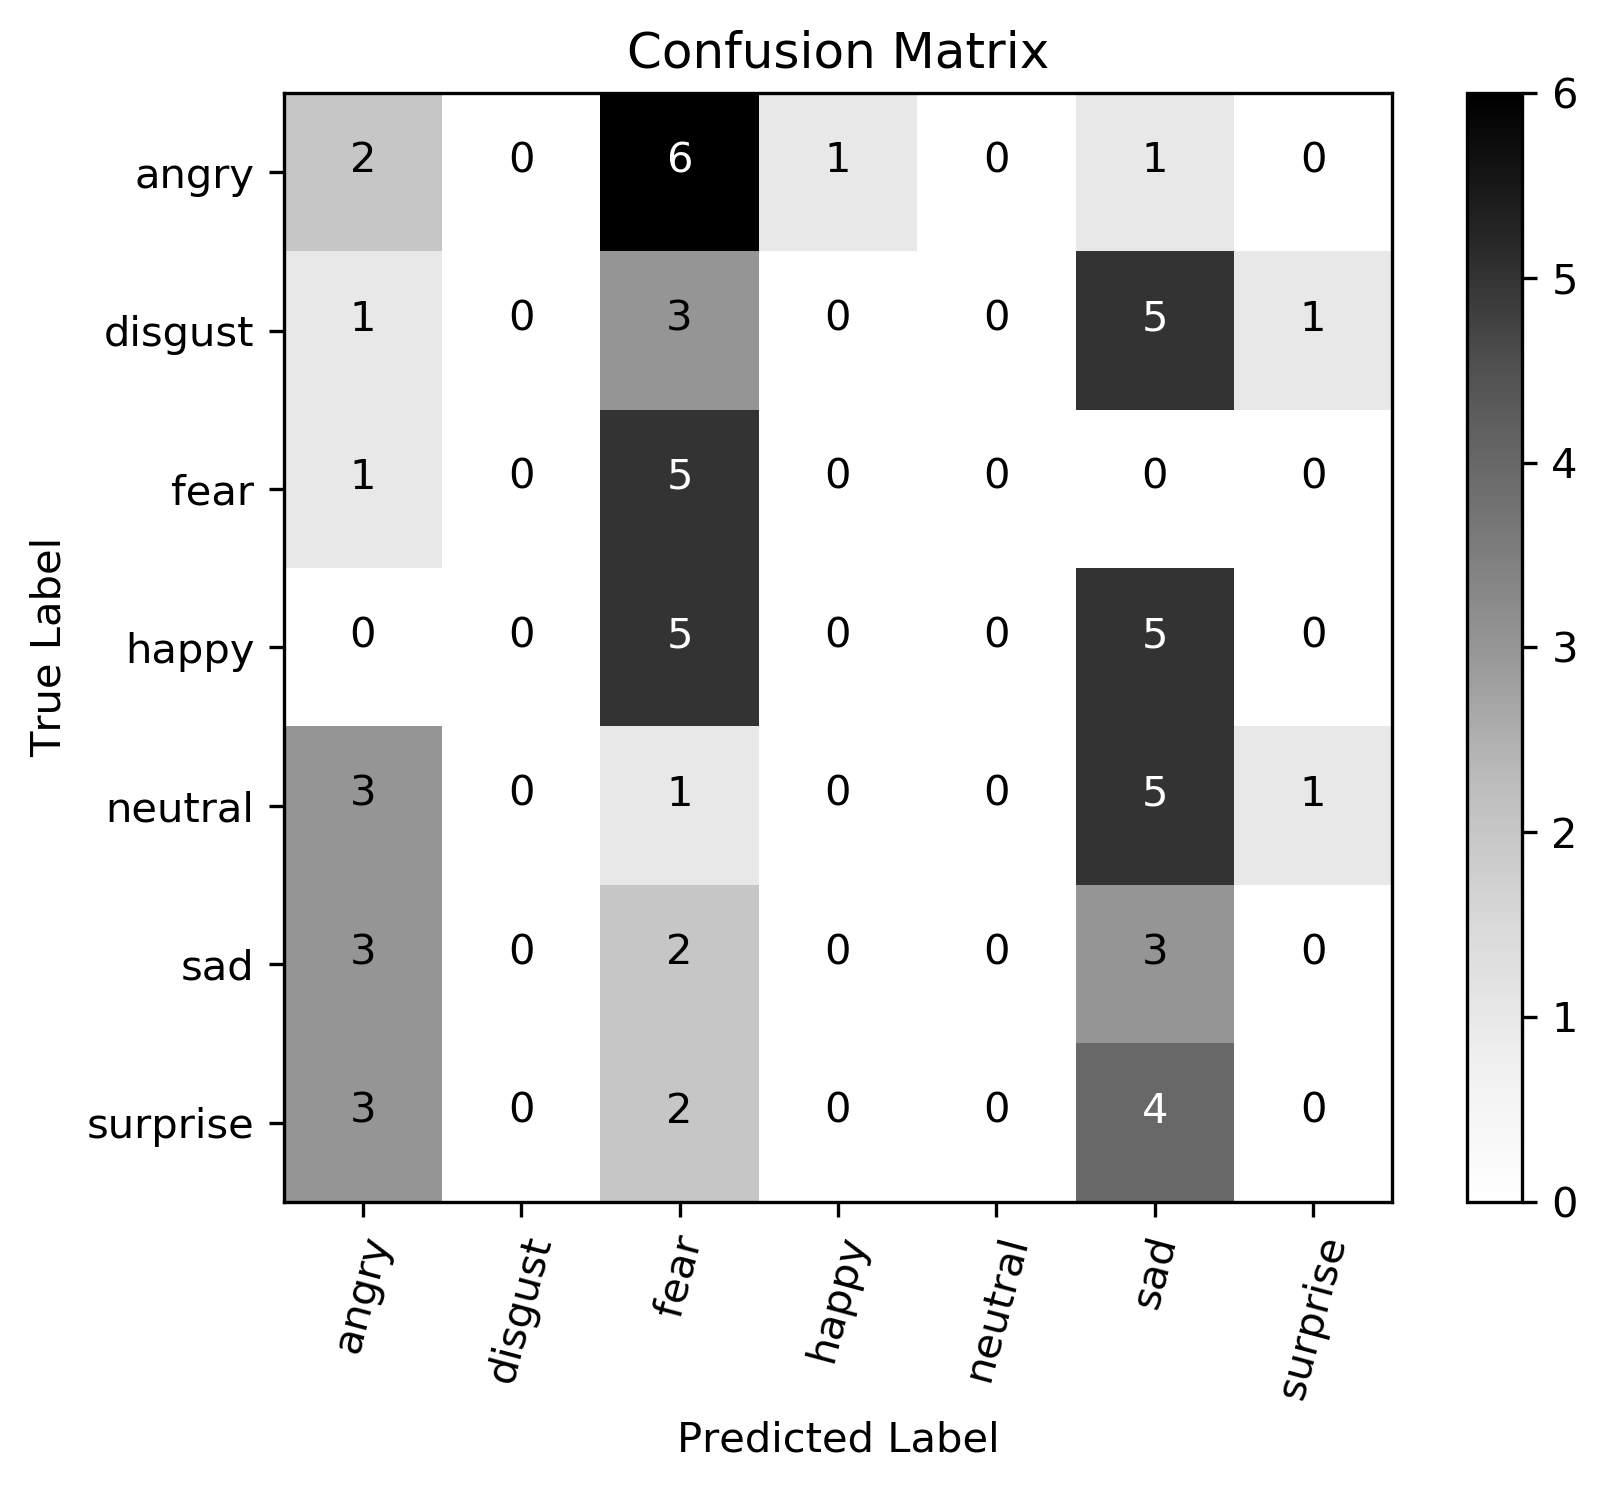 Confusion Matrix
True Label
angry 2 0 6 1 0 1 0
disgust 1 0 3 0 0 5 1
fear 1 0 5 0 0 0 0
happy 0 0 5 0 0 5 0
neutral 3 0 1 0 0 5 1
sad 3 0 2 0 0 3 0
surprise 3 0 2 0 0 4 0
angry disgust fear happy neutral sad surprise
Predicted Label
6
5
4
3
2
1
0